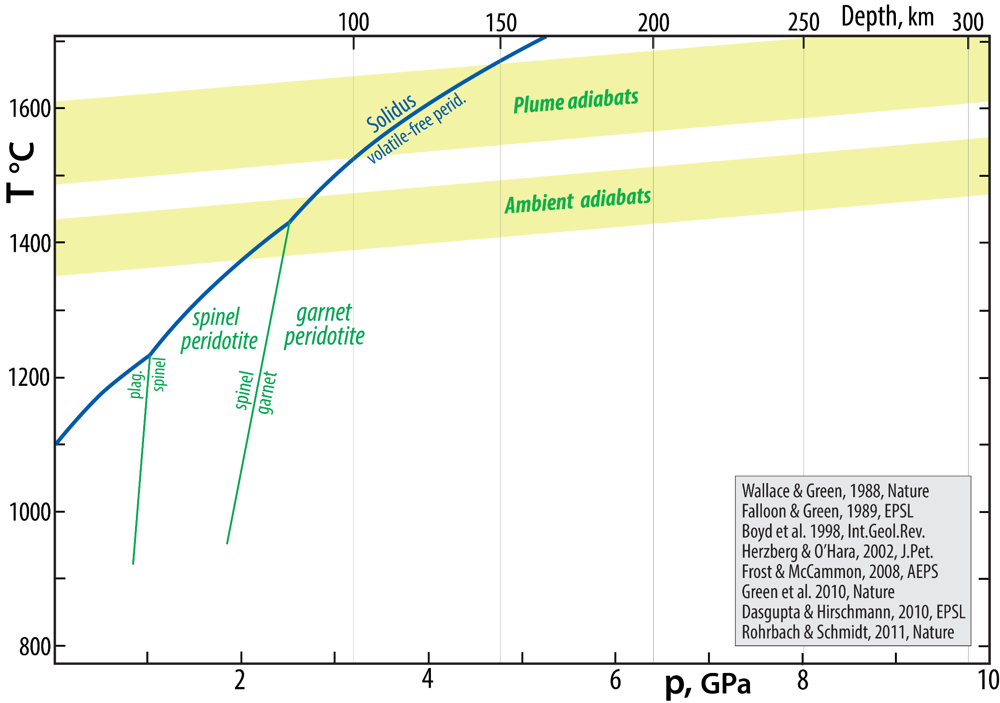 100
150
200
250
Depth, km
300
1600
1400
1200
1000
800
T °C
Solidus
volatile-free perid.
Plume adiabats
Ambient adiabats
spinel
peridotite
garnet
peridotite
plag.
spinel
spinel
garnet
Wallace & Green, 1988, Nature
Falloon & Green, 1989, EPSL
Boyd et al. 1998, Int.Geol.Rev.
Herzberg & O’Hara, 2002, J.Pet.
Frost & McCammon, 2008, AEPS
Green et al. 2010, Nature
Dasgupta & Hirschmann, 2010, EPSL
Rohrbach & Schmidt, 2011, Nature
2
4
6
p, GPa
8
10